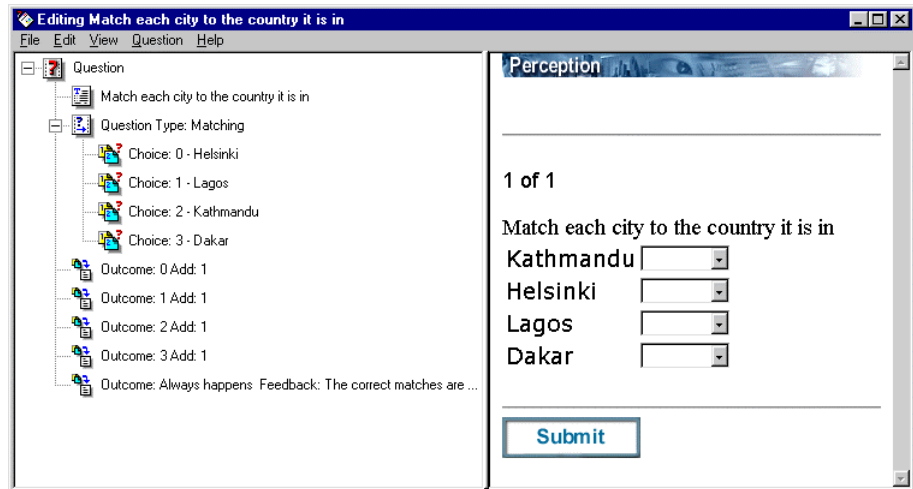 Editing Match each city to the country it is in
File Edit View Question Help
Question
Match each city to the country it is in
Question Type: Matching
Choice: 0 - Helsinki
Choice: 1 - Lagos
Choice: 2 - Kathmandu
Choice: 3 - Dakar
Outcome: 0 Add: 1
Outcome: 1 Add: 1
Outcome: 2 Add: 1
Outcome: 3 Add: 1
Outcome: Always happens Feedback: The correct matches are ...
Perception
1 of 1
Match each city to the country it is in
Kathmandu
Helsinki
Lagos
Dakar
Submit